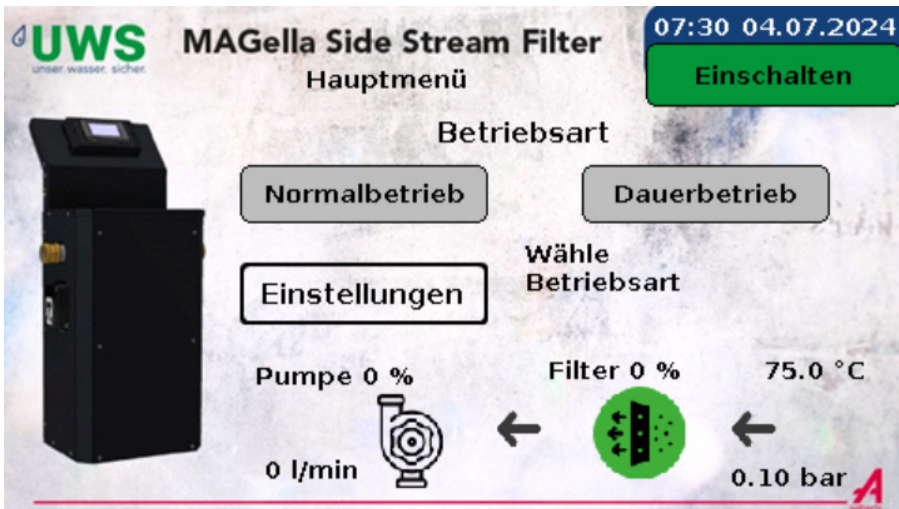 UWS
unser. wasser. sicher.
MAGella Side Stream Filter
Hauptmenü
07:30 04.07.2024
Einschalten
Betriebsart
Normalbetrieb
Dauerbetrieb
Einstellungen
Wähle
Betriebsart
Pumpe 0 %
Filter 0 %
75.0 °C
0 l/min
0.10 bar